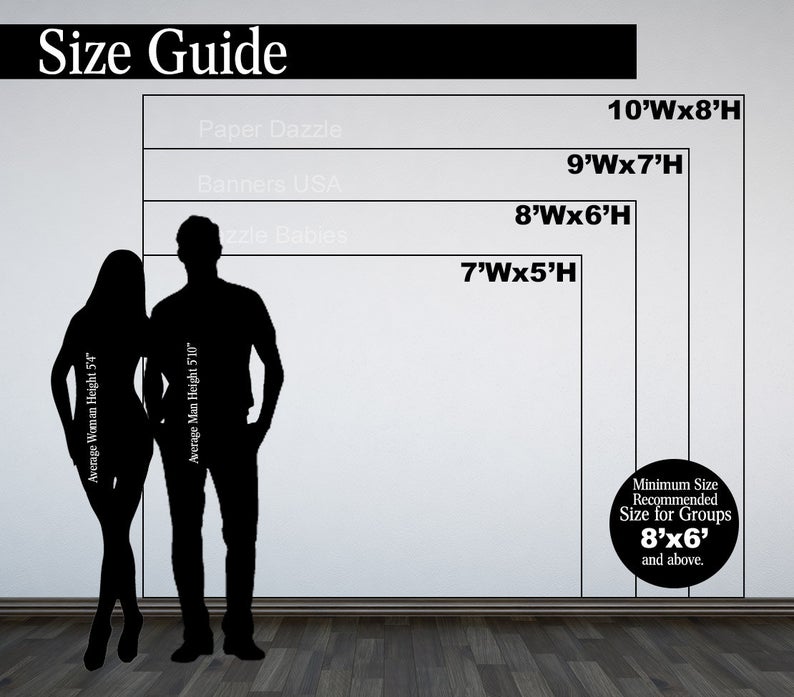 Size Guide
10'Wx8'H
Paper Dazzle
9'Wx7'H
Banners USA
8'Wx6'H
zzle Babies
7'Wx5'H
Average Woman Height 5'4"
Average Man Height 5'10"
Minimum Size
Recommended
Size for Groups
8'x6'
and above.